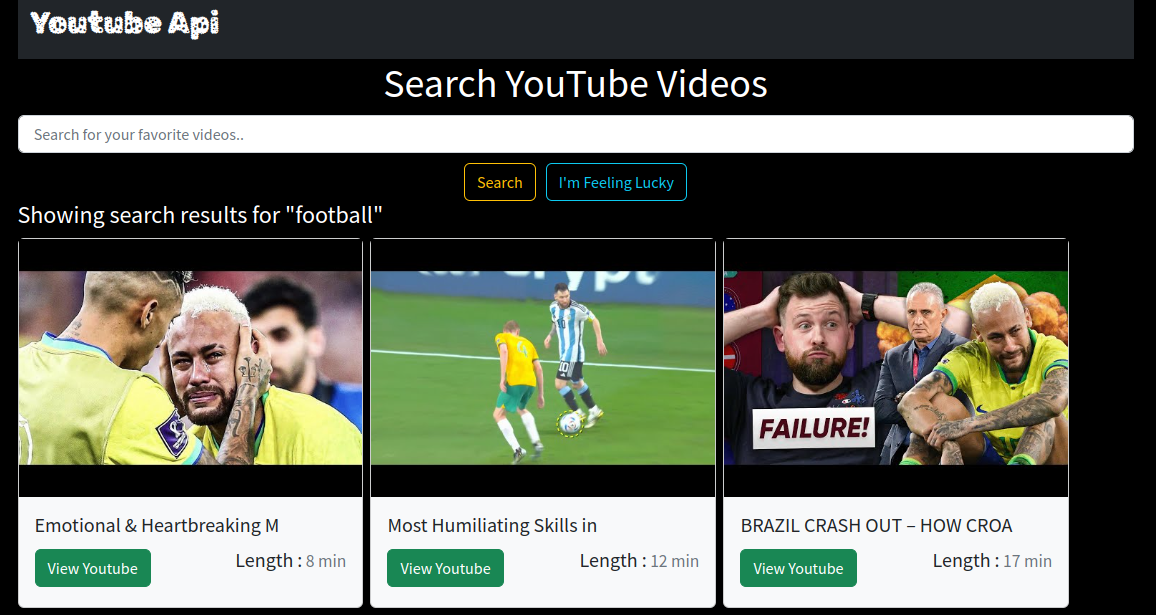 Youtube Api
Search YouTube Videos
Search for your favorite videos..
Search
I'm Feeling Lucky
Showing search results for "football"
FAILURE!
Emotional & Heartbreaking M
View Youtube
Length : 8 min
Most Humiliating Skills in
View Youtube
Length : 12 min
BRAZIL CRASH OUT – HOW CROA
View Youtube
Length : 17 min